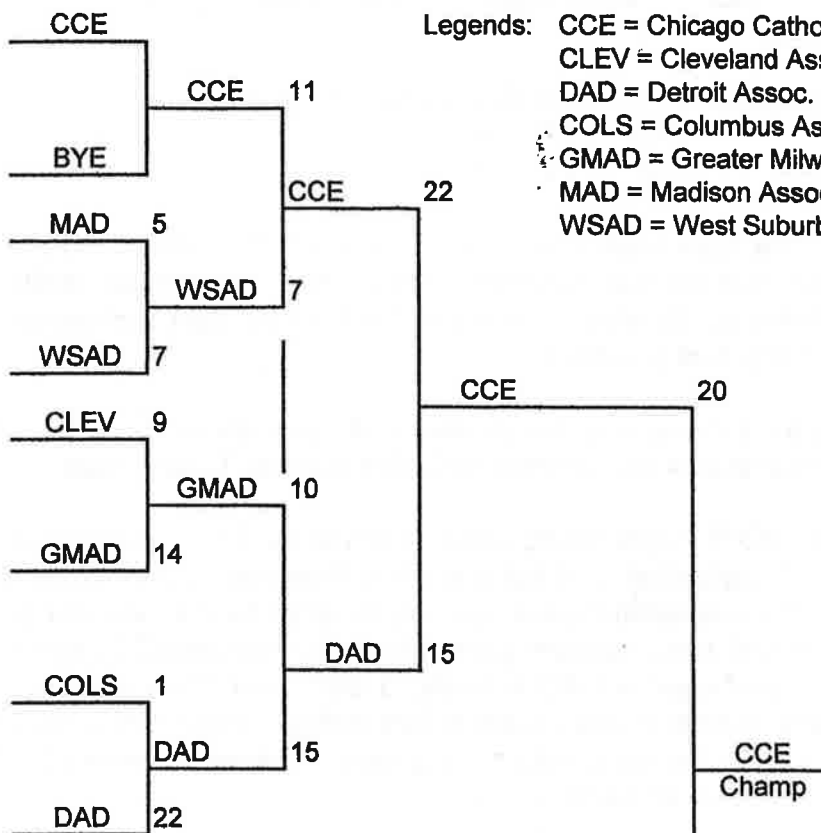 CCE
Legends: CCE = Chicago Catho
CLEV = Cleveland Ass
CCE 11
DAD = Detroit Assoc.
COLS = Columbus As
BYE
GMAD = Greater Milw
CCE 22
MAD = Madison Assoc
MAD 5
WSAD = West Suburb
WSAD 7
WSAD 7
CCE 20
CLEV 9
GMAD 10
GMAD 14
DAD 15
COLS 1
DAD 15
CCE
Champ
DAD 22